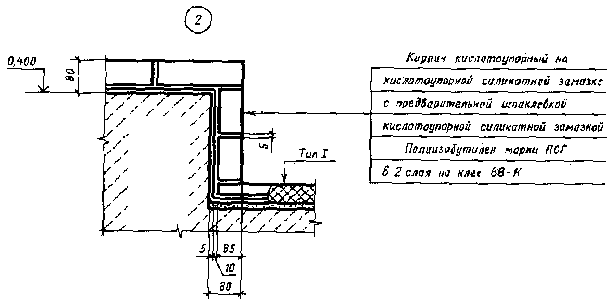 2
0,400
80
Кирпич кислотоупорный на
кислотоупорной силикатной замазке
с предварительной шпаклевкой
кислотоупорной силикатной замазкой
Полиизобутилен марки ПСГ
в 2 слоя на клее 88-Н
5
Тип I
5
65
10
80